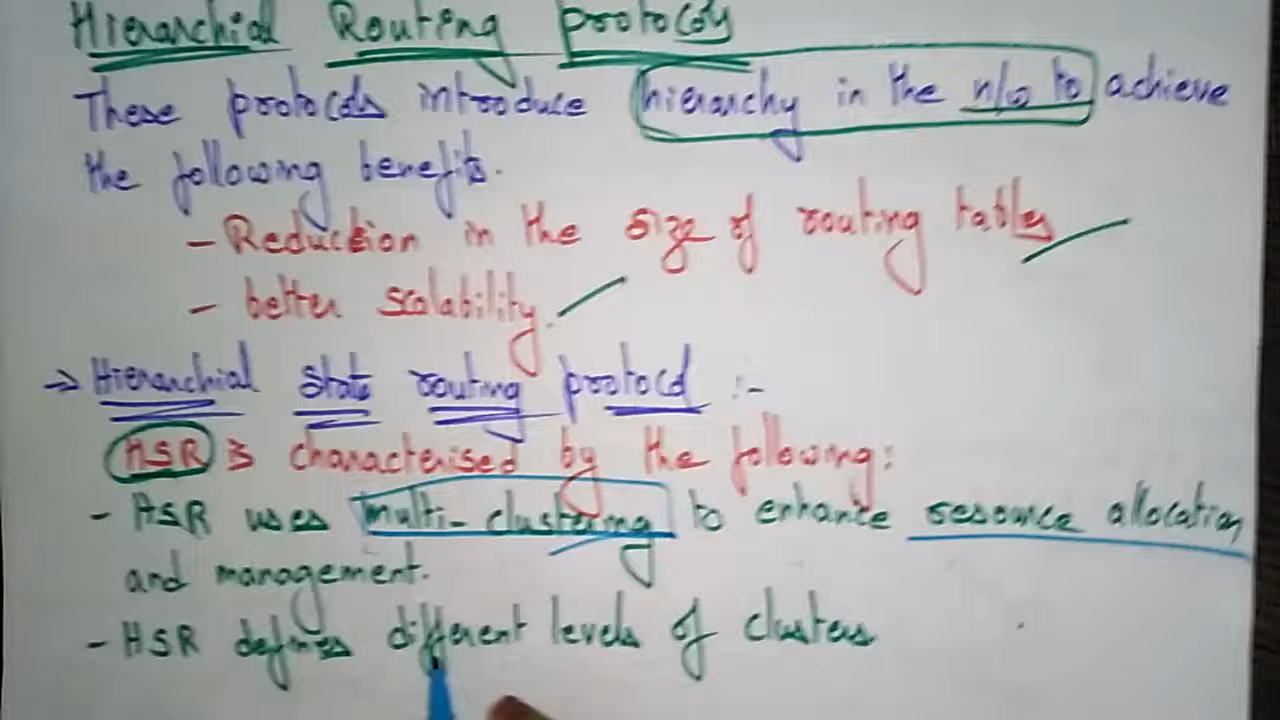 Hierarchial Routing protocols
These protocols introduce hierarchy in the n/w to achieve
the following benefits.
- Reduction in the size of routing tables
- better scalability.
→ Hierarchial state routing protocol :-
HSR is characterised by the following:
- HSR uses multi-clustering to enhance resource allocation
and management.
- HSR defines different levels of clusters